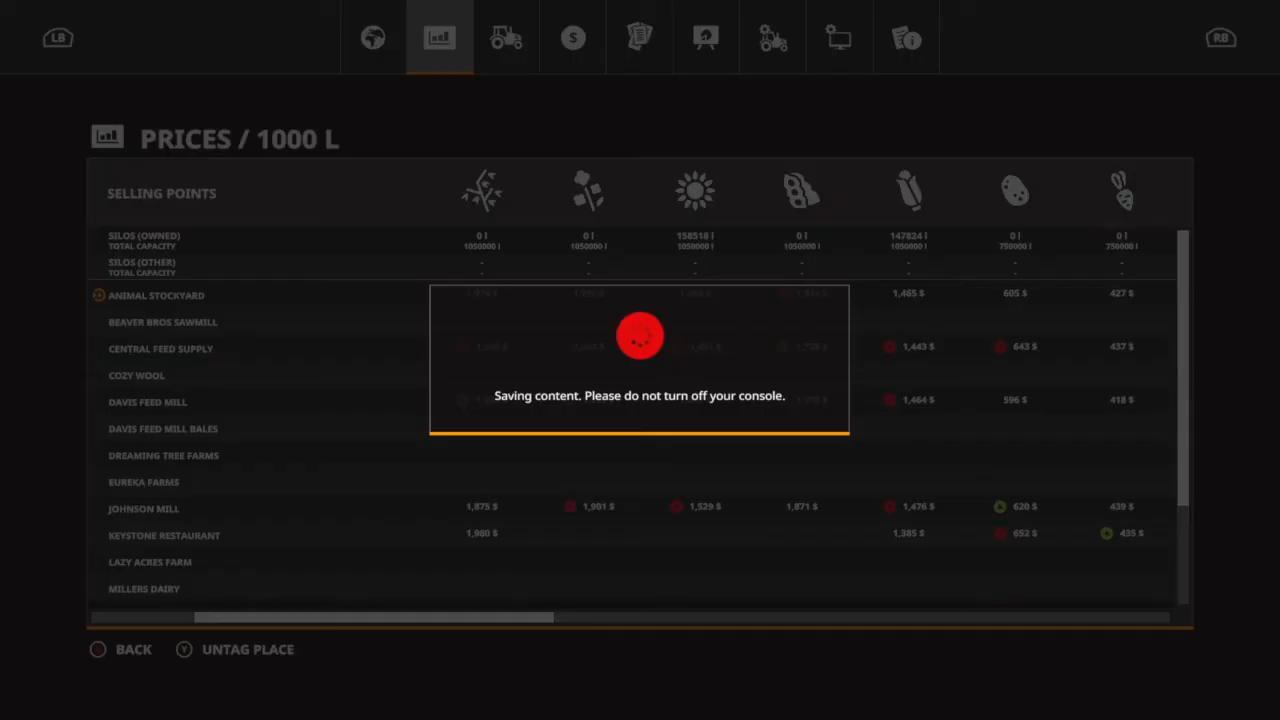 LB
$
RB
PRICES / 1000 L
SELLING POINTS
SILOS (OWNED) 0 l 0 l 158518 l 0 l 147824 l 0 l 0 l
TOTAL CAPACITY 1050000 l 1050000 l 1050000 l 1050000 l 1050000 l 750000 l 750000 l
SILOS (OTHER) - - - - - - -
TOTAL CAPACITY - - - - - - -
ANIMAL STOCKYARD 1,465 $ 605 $ 427 $
BEAVER BROS SAWMILL
CENTRAL FEED SUPPLY 1,443 $ 643 $ 437 $
COZY WOOL
DAVIS FEED MILL 1,464 $ 596 $ 418 $
DAVIS FEED MILL BALES
DREAMING TREE FARMS
EUREKA FARMS
JOHNSON MILL 1,875 $ 1,901 $ 1,529 $ 1,871 $ 1,476 $ 620 $ 439 $
KEYSTONE RESTAURANT 1,980 $ 1,385 $ 652 $ 435 $
LAZY ACRES FARM
MILLERS DAIRY
Saving content. Please do not turn off your console.
BACK Y UNTAG PLACE